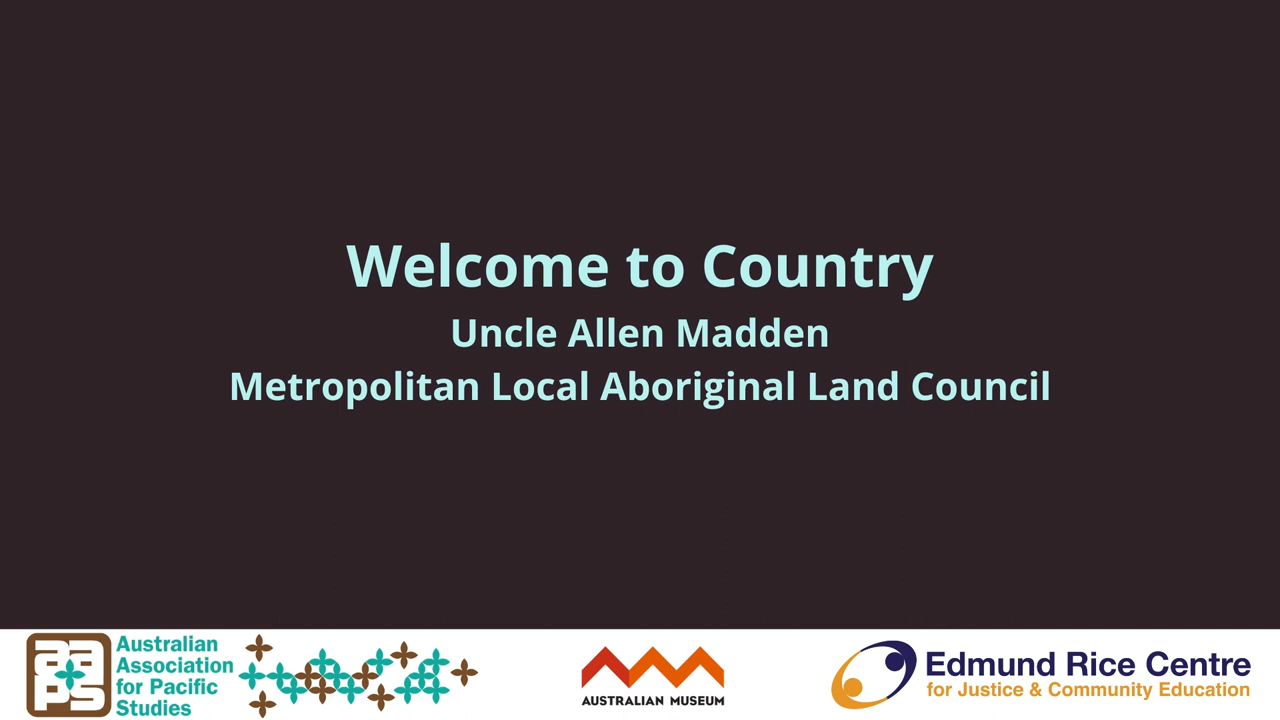 Welcome to Country
Uncle Allen Madden
Metropolitan Local Aboriginal Land Council
aaps
Australian
Association
for Pacific
Studies
AUSTRALIAN MUSEUM
Edmund Rice Centre
for Justice & Community Education